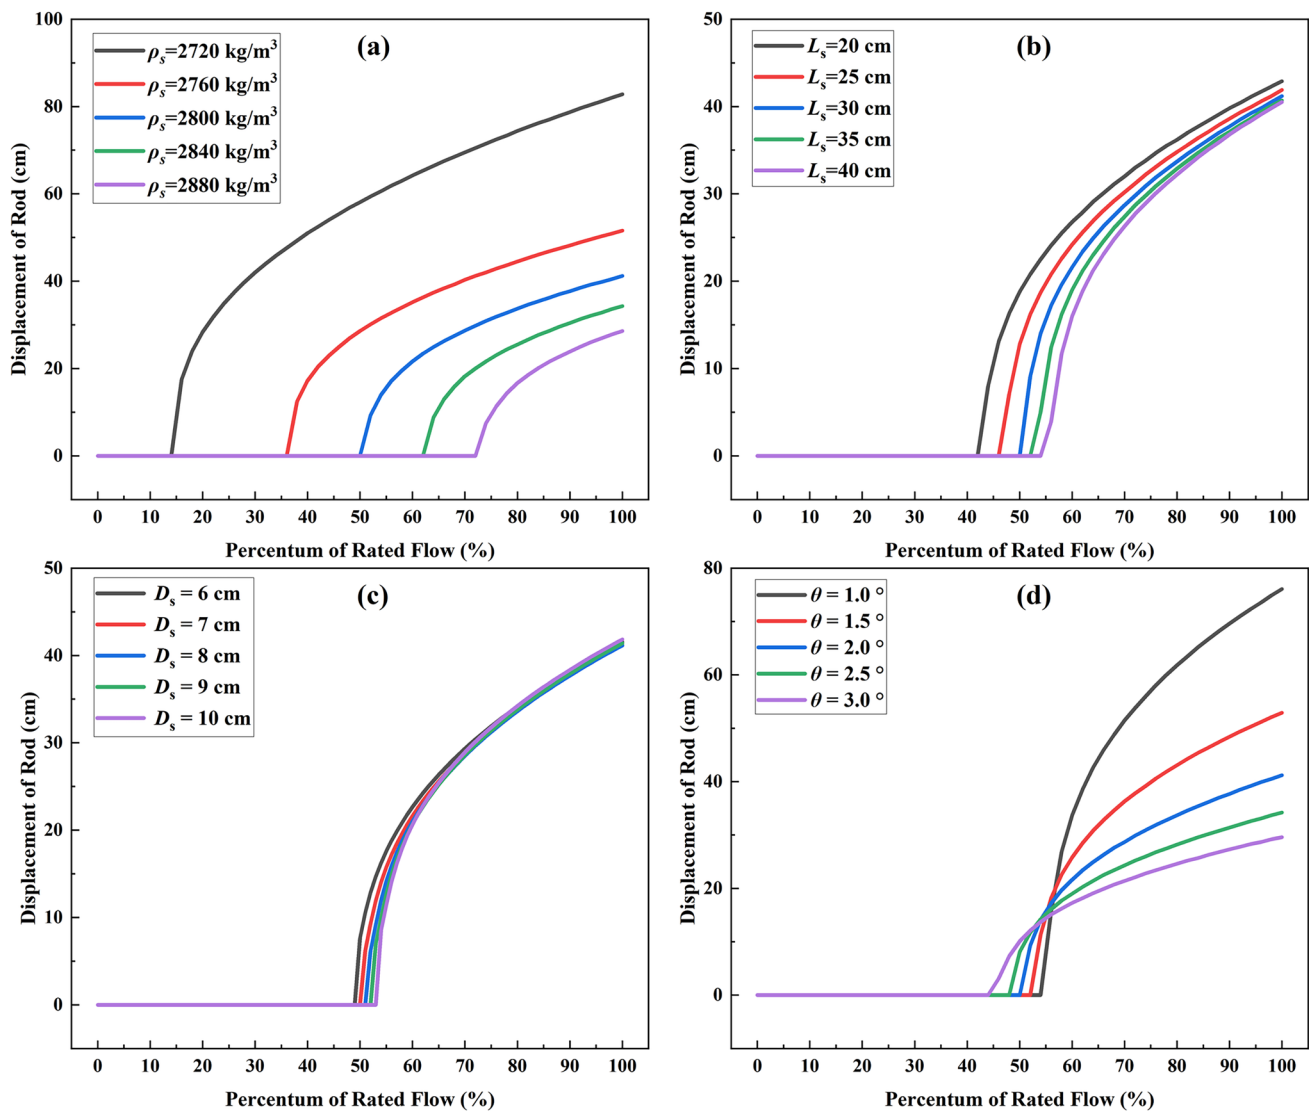 (a)
ρs=2720 kg/m³
ρs=2760 kg/m³
ρs=2800 kg/m³
ρs=2840 kg/m³
ρs=2880 kg/m³
Displacement of Rod (cm)
100
80
60
40
20
0
0 10 20 30 40 50 60 70 80 90 100
Percentum of Rated Flow (%)
(b)
Ls=20 cm
Ls=25 cm
Ls=30 cm
Ls=35 cm
Ls=40 cm
Displacement of Rod (cm)
50
40
30
20
10
0
0 10 20 30 40 50 60 70 80 90 100
Percentum of Rated Flow (%)
(c)
Ds = 6 cm
Ds = 7 cm
Ds = 8 cm
Ds = 9 cm
Ds = 10 cm
Displacement of Rod (cm)
50
40
30
20
10
0
0 10 20 30 40 50 60 70 80 90 100
Percentum of Rated Flow (%)
(d)
θ = 1.0 °
θ = 1.5 °
θ = 2.0 °
θ = 2.5 °
θ = 3.0 °
Displacement of Rod (cm)
80
60
40
20
0
0 10 20 30 40 50 60 70 80 90 100
Percentum of Rated Flow (%)